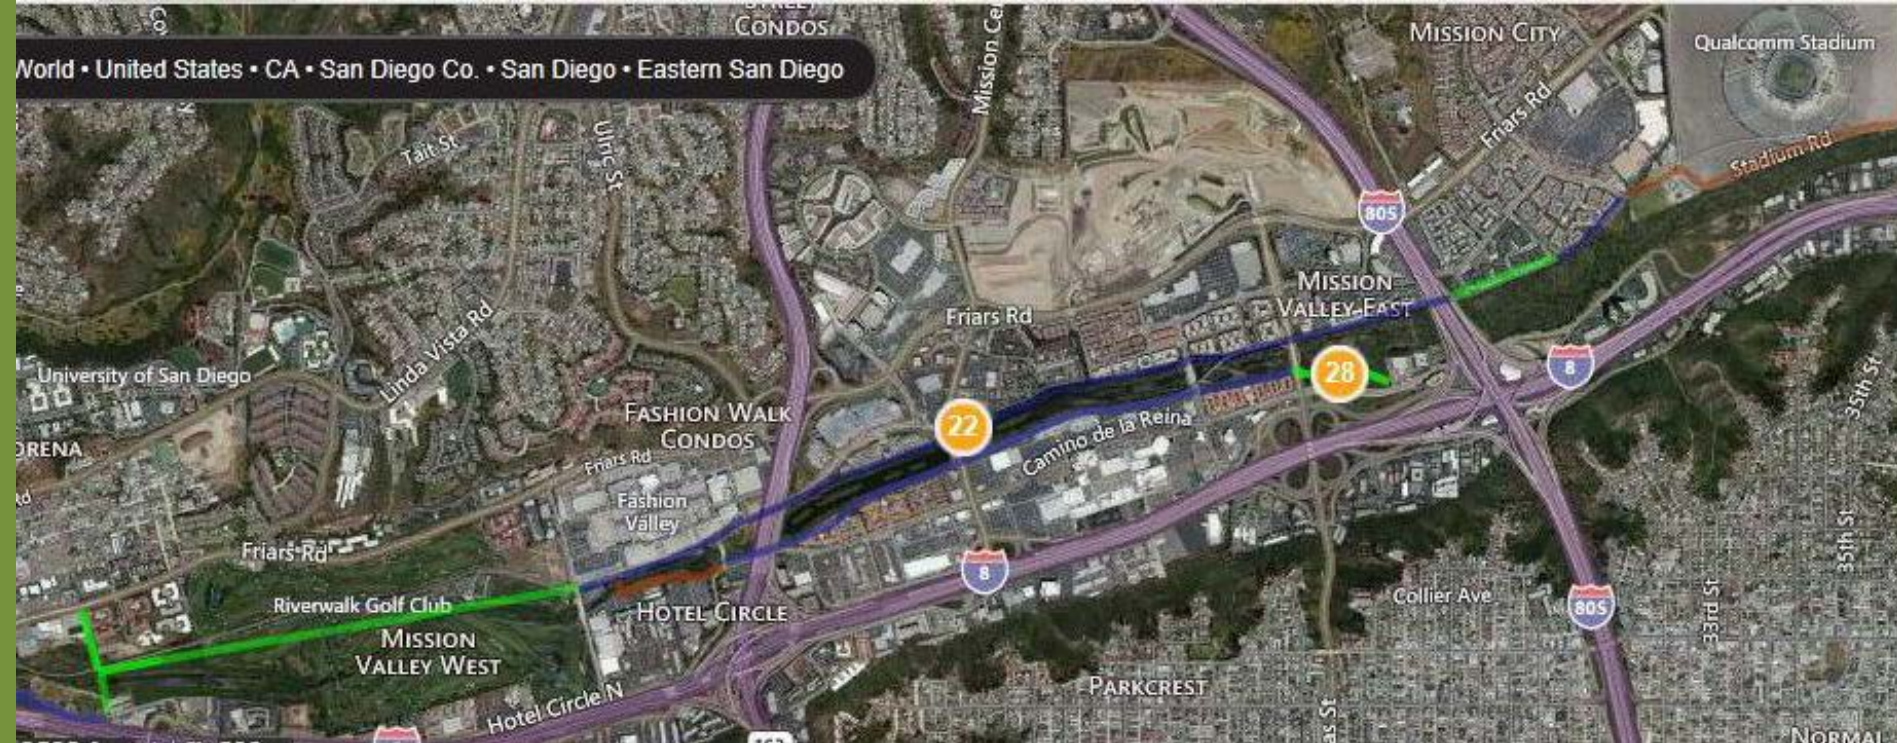 CONDOS
World • United States • CA • San Diego Co. • San Diego • Eastern San Diego
MISSION CITY
Qualcomm Stadium
Friars Rd
Stadium Rd
Tait St
Ulric St
805
MISSION
VALLEY EAST
Friars Rd
Linda Vista Rd
University of San Diego
28
8
35th St
FASHION WALK
CONDOS
22
Camino de la Reina
Friars Rd
Fashion
Valley
Friars Rd
8
35th St
Riverwalk Golf Club
HOTEL CIRCLE
Collier Ave
805
33rd St
MISSION
VALLEY WEST
Hotel Circle N
PARKCREST
NORMAL